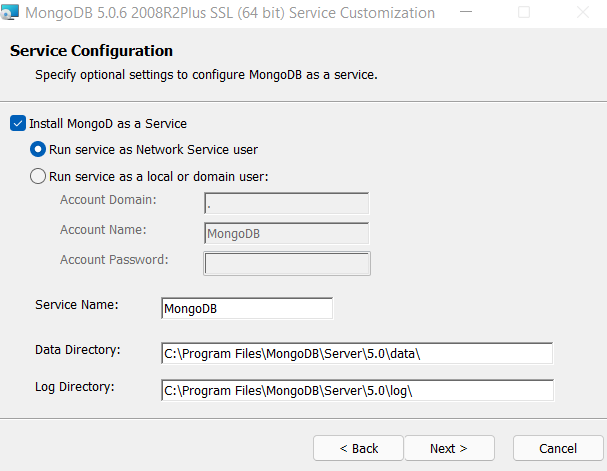 MongoDB 5.0.6 2008R2Plus SSL (64 bit) Service Customization
Service Configuration
Specify optional settings to configure MongoDB as a service.
Install MongoD as a Service
Run service as Network Service user
Run service as a local or domain user:
Account Domain: .
Account Name: MongoDB
Account Password:
Service Name: MongoDB
Data Directory: C:\Program Files\MongoDB\Server\5.0\data\
Log Directory: C:\Program Files\MongoDB\Server\5.0\log\
< Back Next > Cancel